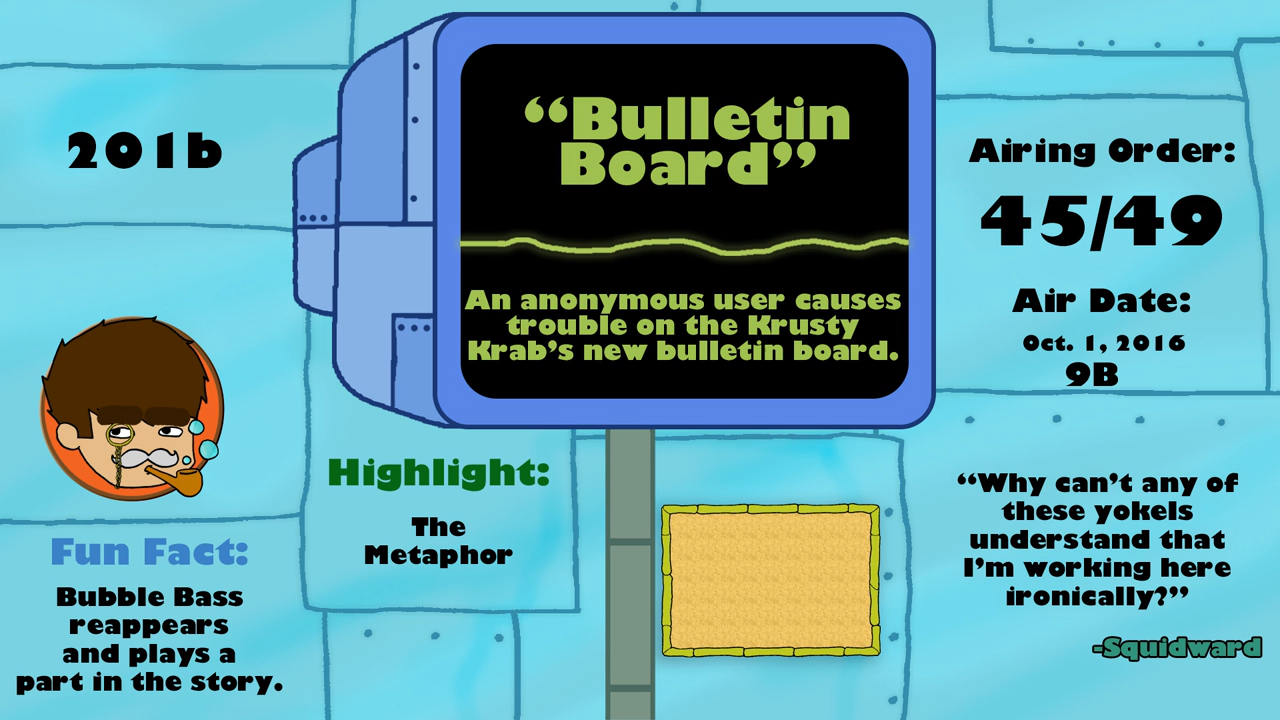 201b
“Bulletin
Board”
An anonymous user causes
trouble on the Krusty
Krab’s new bulletin board.
Airing Order:
45/49
Air Date:
Oct. 1, 2016
9B
Highlight:
The
Metaphor
Fun Fact:
Bubble Bass
reappears
and plays a
part in the story.
“Why can’t any of
these yokels
understand that
I’m working here
ironically?”
-Squidward